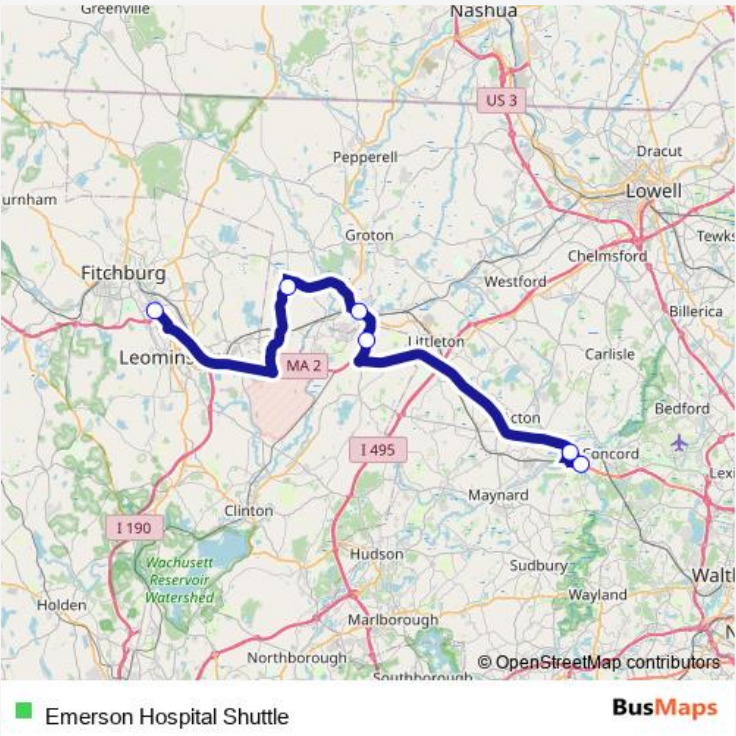 Greenville
Nashua
US 3
Pepperell
Dracut
Lowell
urnham
Groton
Tewks
Chelmsford
Fitchburg
Westford
Billerica
Littleton
Leomins
MA 2
Carlisle
Bedford
cton
Concord
I 495
Lexi
Maynard
Clinton
I 190
Hudson
Wachusett
Reservoir
Watershed
Sudbury
Walt
Wayland
Holden
Marlborough
N
Northborough
© OpenStreetMap contributors
Southborough
Emerson Hospital Shuttle
BusMaps